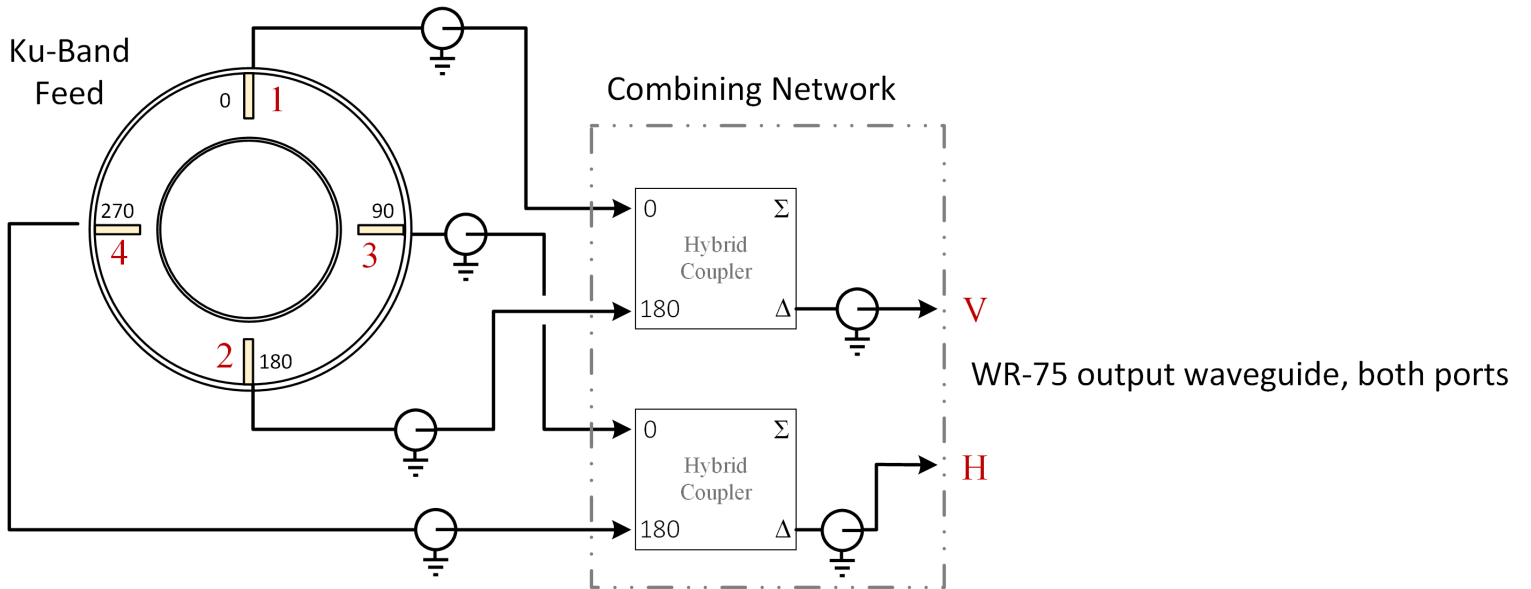 Ku-Band
Feed
0
1
270
4
90
3
2
180
Combining Network
0
Σ
Hybrid
Coupler
180
Δ
V
WR-75 output waveguide, both ports
0
Σ
Hybrid
Coupler
180
Δ
H